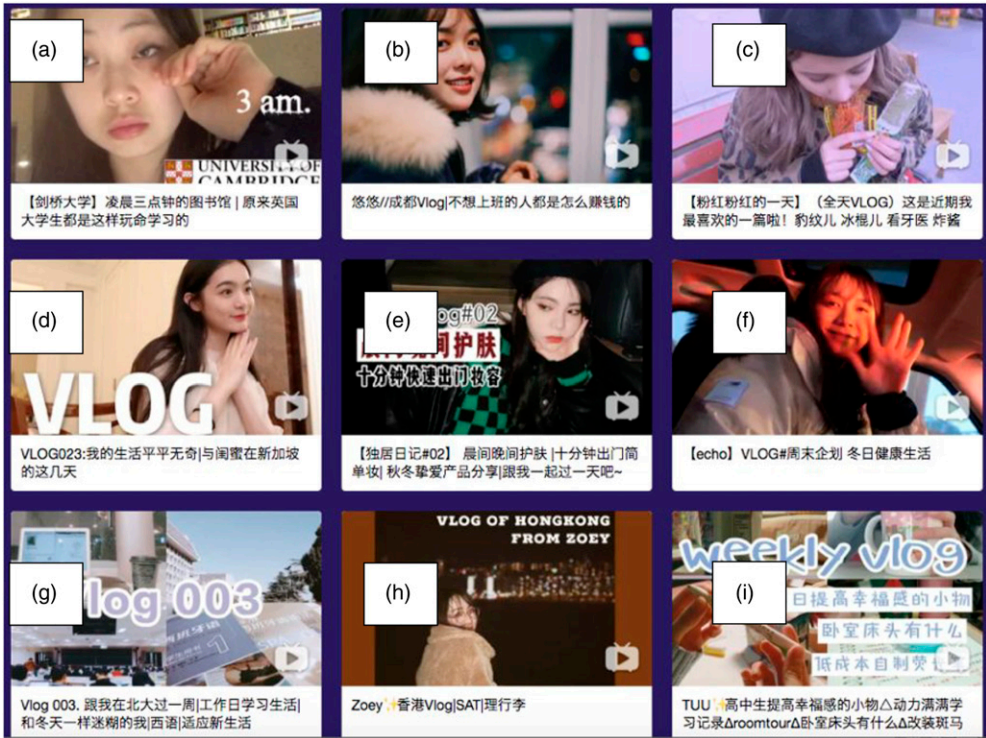 (a)
3 am.
UNIVERSITY OF
CAMBRIDGE
【剑桥大学】凌晨三点钟的图书馆 | 原来英国
大学生都是这样玩命学习的
(b)
悠悠//成都Vlog|不想上班的人都是怎么赚钱的
(c)
【粉红粉红的一天】（全天VLOG）这是近期我
最喜欢的一篇啦！豹纹儿 冰棍儿 看牙医 炸酱
(d)
VLOG
VLOG023:我的生活平平无奇|与闺蜜在新加坡
的这几天
(e)
og#02
间护肤
十分钟快速出门妆容
【独居日记#02】 晨间晚间护肤 |十分钟出门简
单妆| 秋冬挚爱产品分享|跟我一起过一天吧~
(f)
【echo】VLOG#周末企划 冬日健康生活
(g)
log 003
Vlog 003. 跟我在北大过一周|工作日学习生活|
和冬天一样迷糊的我|西语|适应新生活
(h)
VLOG OF HONGKONG
FROM ZOEY
Zoey✨香港Vlog|SAT|理行李
(i)
weekly vlog
日提高幸福感的小物
卧室床头有什么
低成本自制荧
TUU✨高中生提高幸福感的小物△动力满满学
习记录∆roomtour∆卧室床头有什么∆改装斑马